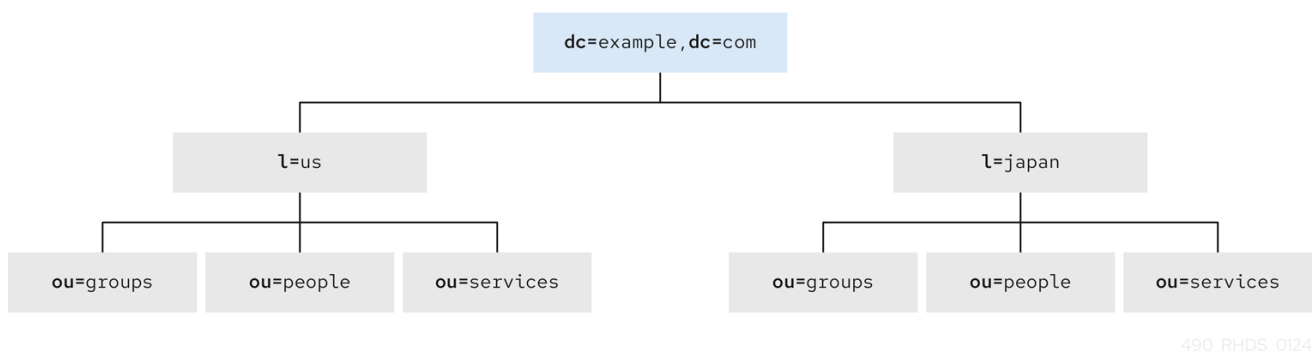 dc=example,dc=com
l=us
l=japan
ou=groups
ou=people
ou=services
ou=groups
ou=people
ou=services
490_RHDS_0124